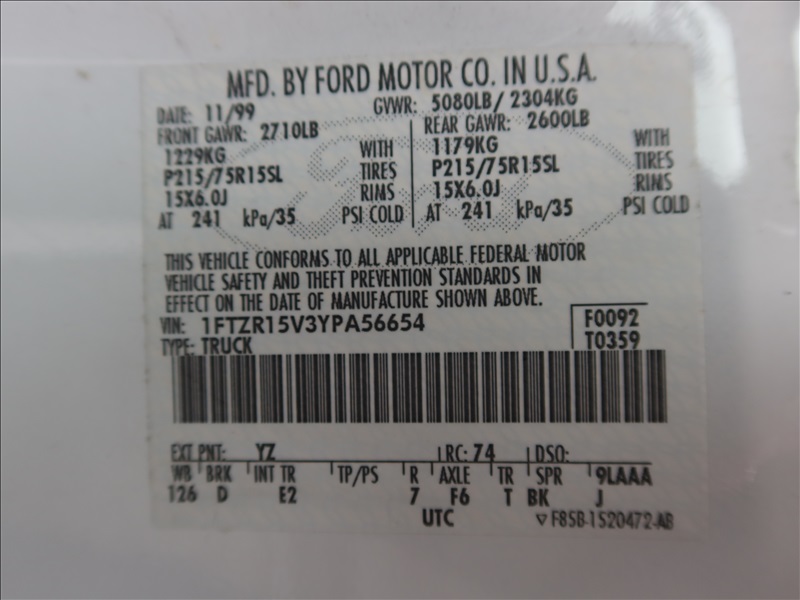 MFD. BY FORD MOTOR CO. IN U.S.A.
DATE: 11/99 GVWR: 5080LB/ 2304KG
FRONT GAWR: 2710LB REAR GAWR: 2600LB
1229KG WITH 1179KG WITH
P215/75R15SL TIRES P215/75R15SL TIRES
15X6.0J RIMS 15X6.0J RIMS
AT 241 kPa/35 PSI COLD AT 241 kPa/35 PSI COLD
THIS VEHICLE CONFORMS TO ALL APPLICABLE FEDERAL MOTOR
VEHICLE SAFETY AND THEFT PREVENTION STANDARDS IN
EFFECT ON THE DATE OF MANUFACTURE SHOWN ABOVE.
VIN: 1FTZR15V3YPA56654 F0092
TYPE: TRUCK T0359
EXT PNT: YZ RC: 74 DSO:
WB BRK INT TR TP/PS R AXLE TR SPR 9LAAA
126 D E2 7 F6 T BK J
UTC ▽F85B-1520472-AB